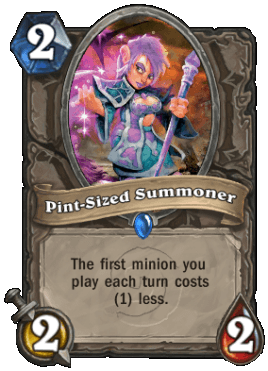 2
Pint-Sized Summoner
The first minion you
play each turn costs
(1) less.
2 2